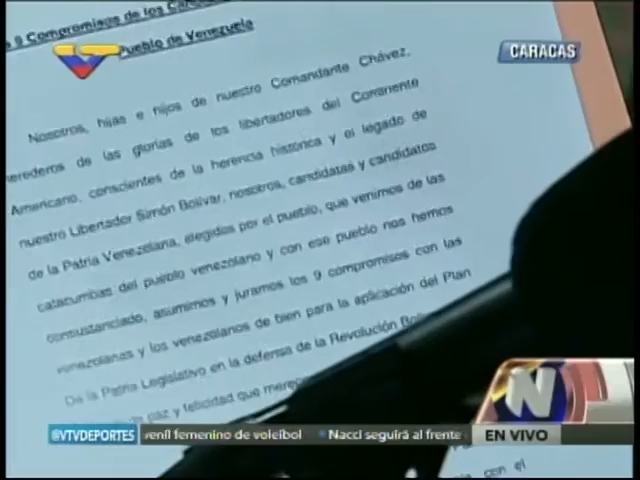 9 Compromisos de los
Pueblo de Venezuela
CARACAS
Nosotros, hijas e hijos de nuestro Comandante Chávez,
herederos de las glorias de los libertadores del Continente
Americano, conscientes de la herencia histórica y el legado de
nuestro Libertador Simón Bolívar, nosotros, candidatas y candidatos
de la Patria Venezolana, elegidos por el pueblo, que venimos de las
catacumbas del pueblo venezolano y con ese pueblo nos hemos
consustanciado, asumimos y juramos los 9 compromisos con las
venezolanas y los venezolanos de bien para la aplicación del Plan
De la Patria Legislativo en la defensa de la Revolución
paz y felicidad que
con el
N
@VTVDEPORTES venil femenino de voleibol Nacci seguirá al frente EN VIVO